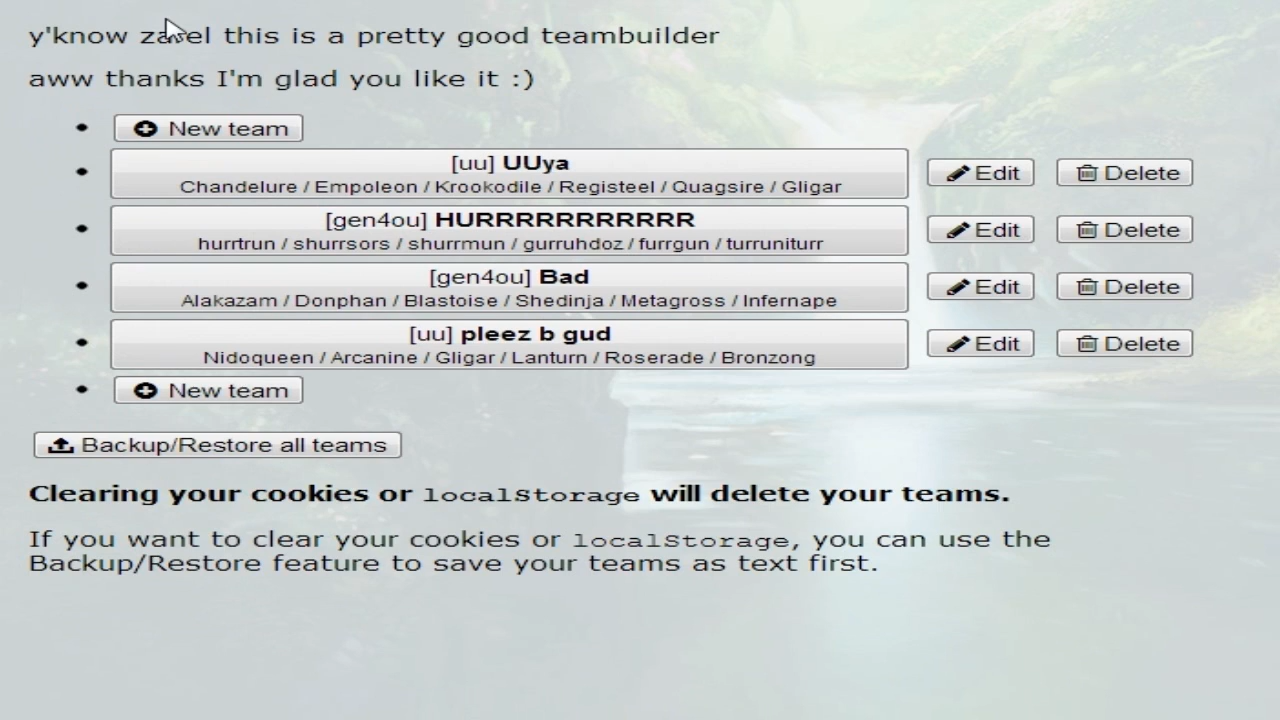 y'know zarel this is a pretty good teambuilder
aww thanks I'm glad you like it :)
New team
[uu] UUya
Chandelure / Empoleon / Krookodile / Registeel / Quagsire / Gligar
Edit
Delete
[gen4ou] HURRRRRRRRRRR
hurrtrun / shurrsors / shurrmun / gurruhdoz / furrgun / turruniturr
Edit
Delete
[gen4ou] Bad
Alakazam / Donphan / Blastoise / Shedinja / Metagross / Infernape
Edit
Delete
[uu] pleez b gud
Nidoqueen / Arcanine / Gligar / Lanturn / Roserade / Bronzong
Edit
Delete
New team
Backup/Restore all teams
Clearing your cookies or localStorage will delete your teams.
If you want to clear your cookies or localStorage, you can use the
Backup/Restore feature to save your teams as text first.